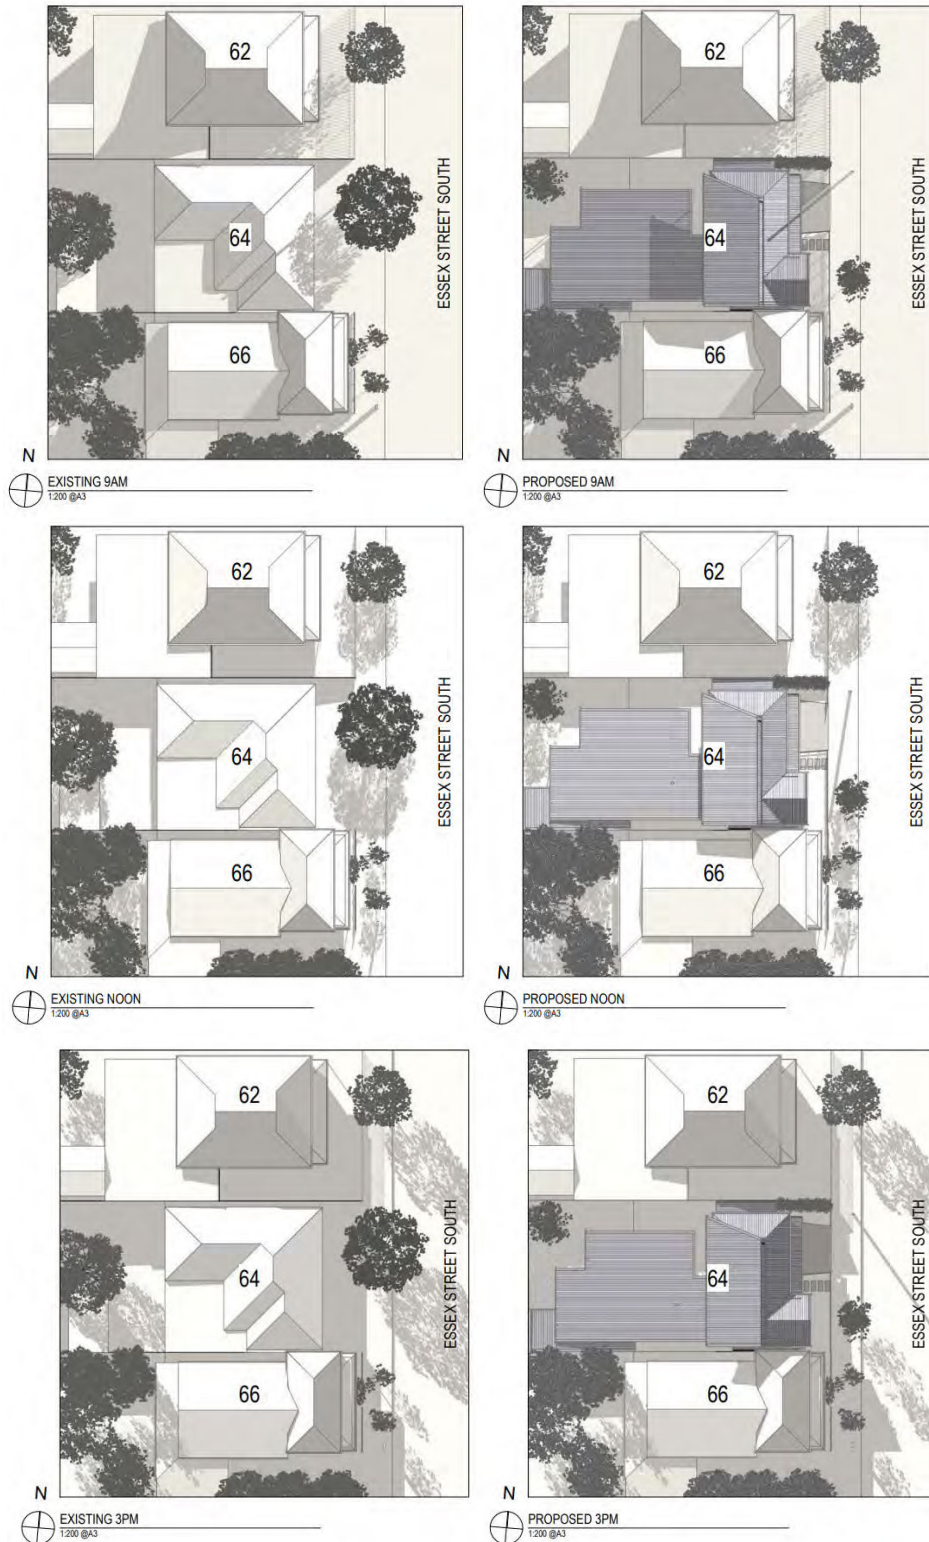 62
64
66
ESSEX STREET SOUTH
N
EXISTING 9AM
1:200 @A3
62
64
66
ESSEX STREET SOUTH
N
PROPOSED 9AM
1:200 @A3
62
64
66
ESSEX STREET SOUTH
N
EXISTING NOON
1:200 @A3
62
64
66
ESSEX STREET SOUTH
N
PROPOSED NOON
1:200 @A3
62
64
66
ESSEX STREET SOUTH
N
EXISTING 3PM
1:200 @A3
62
64
66
ESSEX STREET SOUTH
N
PROPOSED 3PM
1:200 @A3